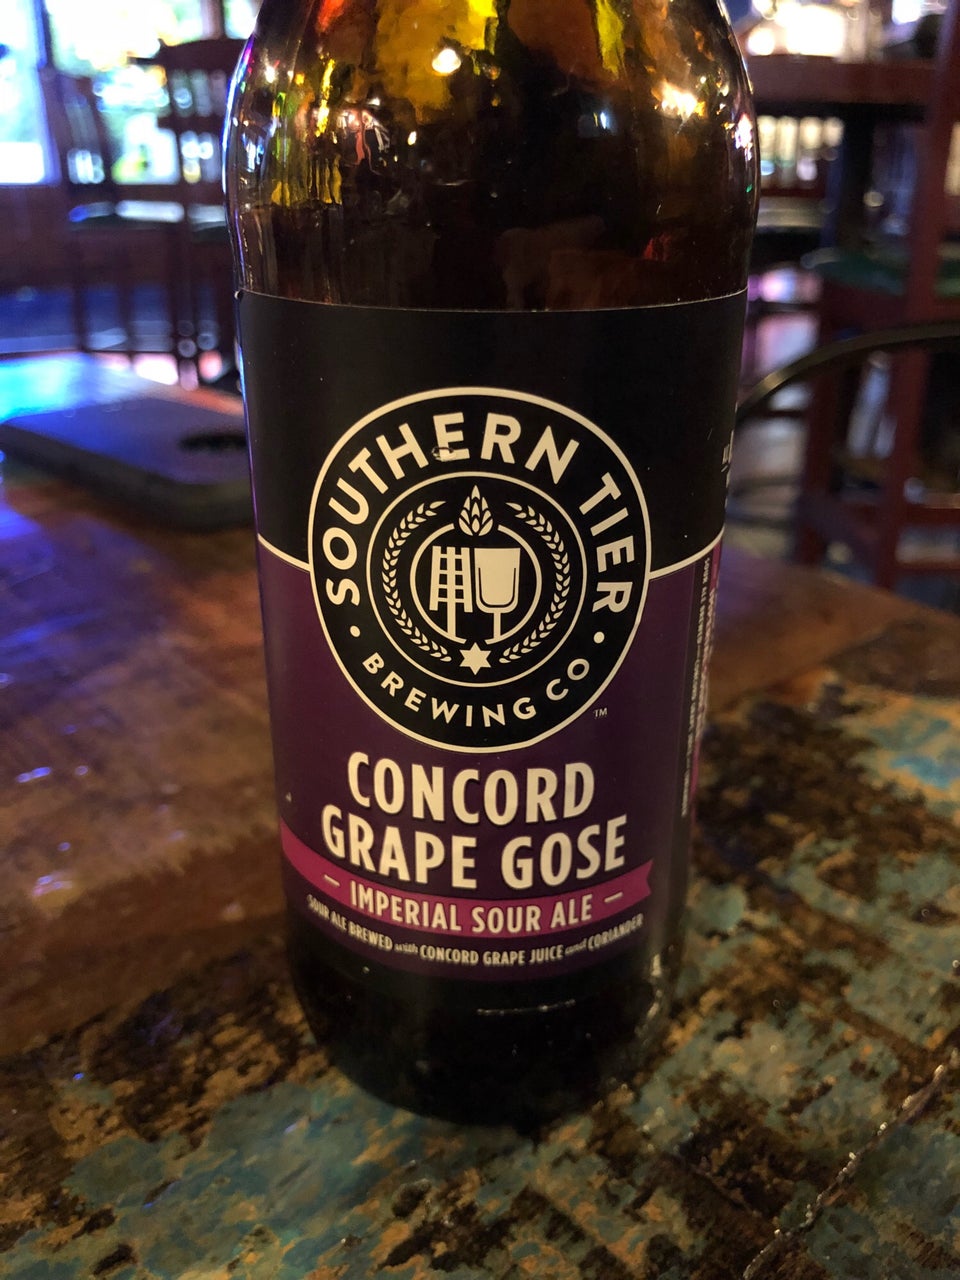 SOUTHERN TIER
• BREWING CO •
TM
CONCORD
GRAPE GOSE
— IMPERIAL SOUR ALE —
SOUR ALE BREWED with CONCORD GRAPE JUICE and CORIANDER